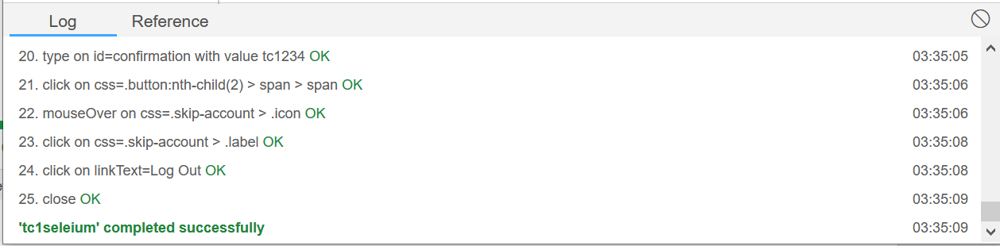 Log Reference
20. type on id=confirmation with value tc1234 OK 03:35:05
21. click on css=.button:nth-child(2) > span > span OK 03:35:06
22. mouseOver on css=.skip-account > .icon OK 03:35:06
23. click on css=.skip-account > .label OK 03:35:08
24. click on linkText=Log Out OK 03:35:08
25. close OK 03:35:09
'tc1seleium' completed successfully 03:35:09